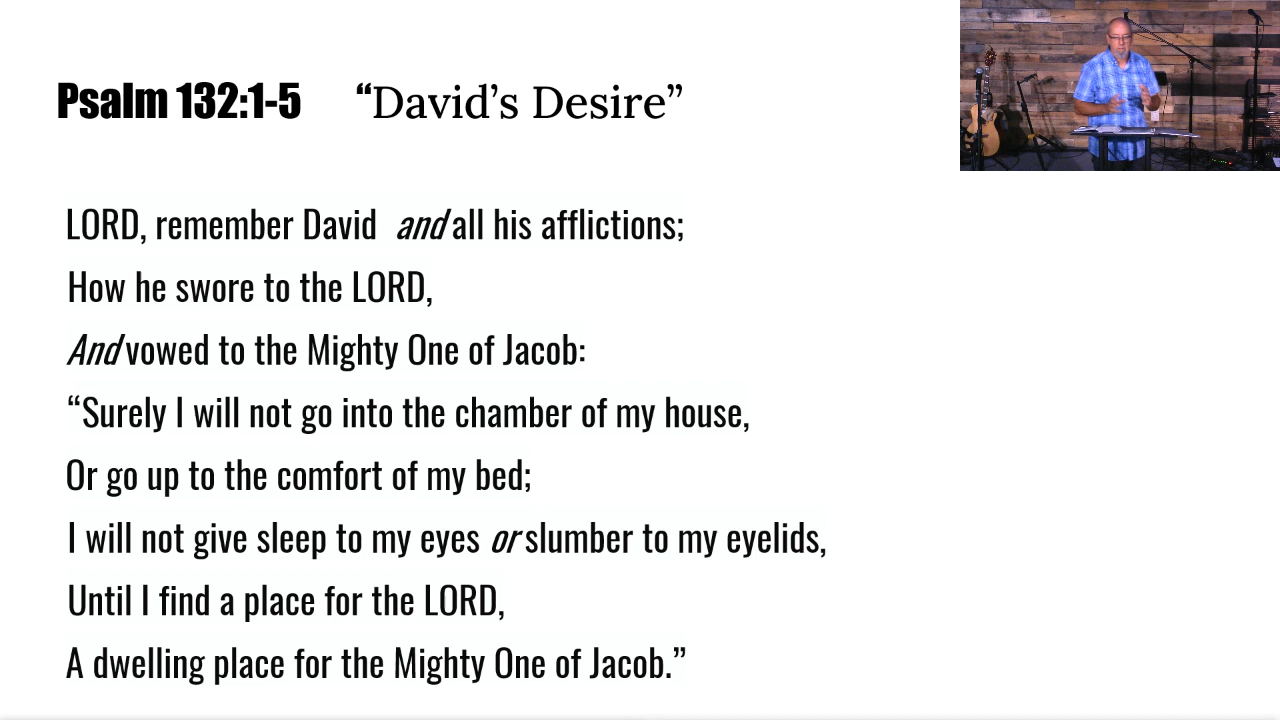 Psalm 132:1-5 “David’s Desire”
LORD, remember David and all his afflictions;
How he swore to the LORD,
And vowed to the Mighty One of Jacob:
“Surely I will not go into the chamber of my house,
Or go up to the comfort of my bed;
I will not give sleep to my eyes or slumber to my eyelids,
Until I find a place for the LORD,
A dwelling place for the Mighty One of Jacob.”